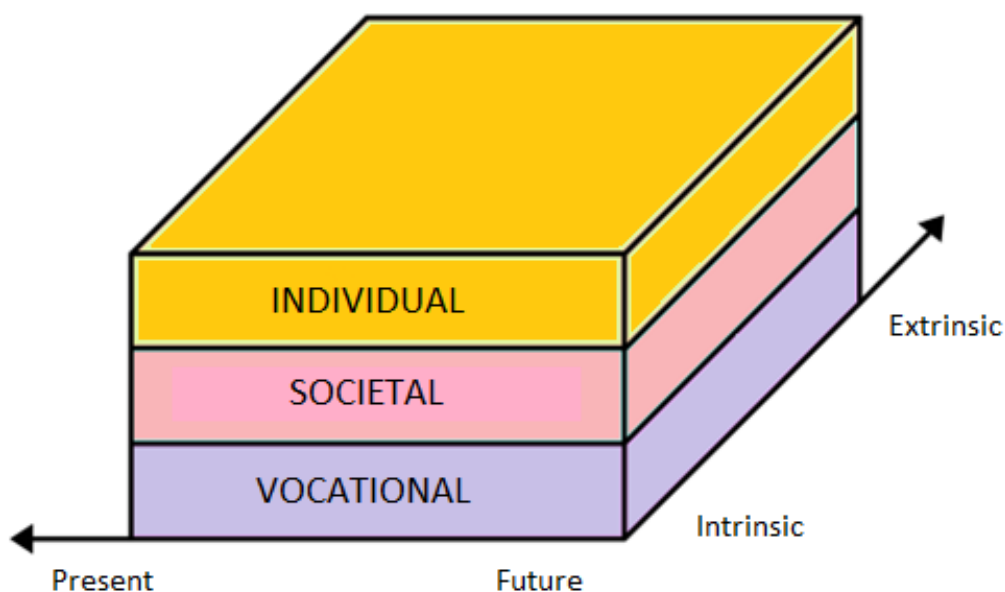 INDIVIDUAL
SOCIETAL
VOCATIONAL
Extrinsic
Intrinsic
Present
Future